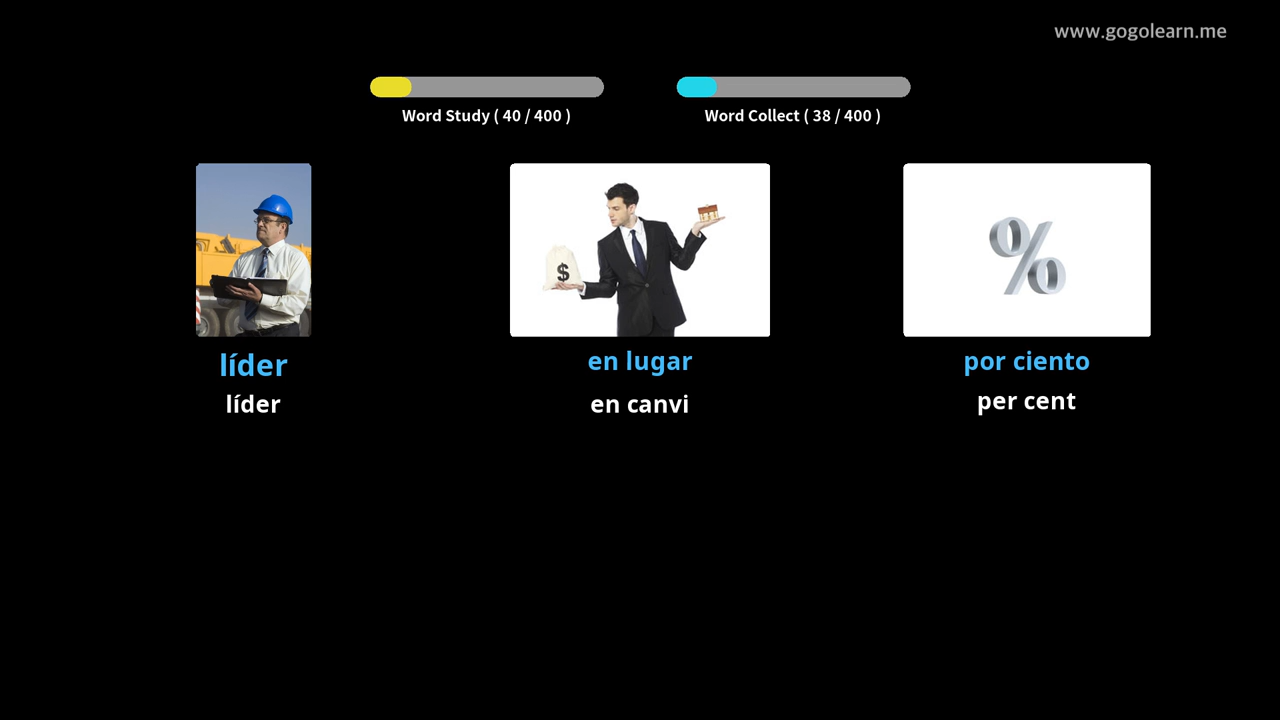 www.gogolearn.me
Word Study ( 40 / 400 )
Word Collect ( 38 / 400 )
$
%
líder
en lugar
por ciento
líder
en canvi
per cent